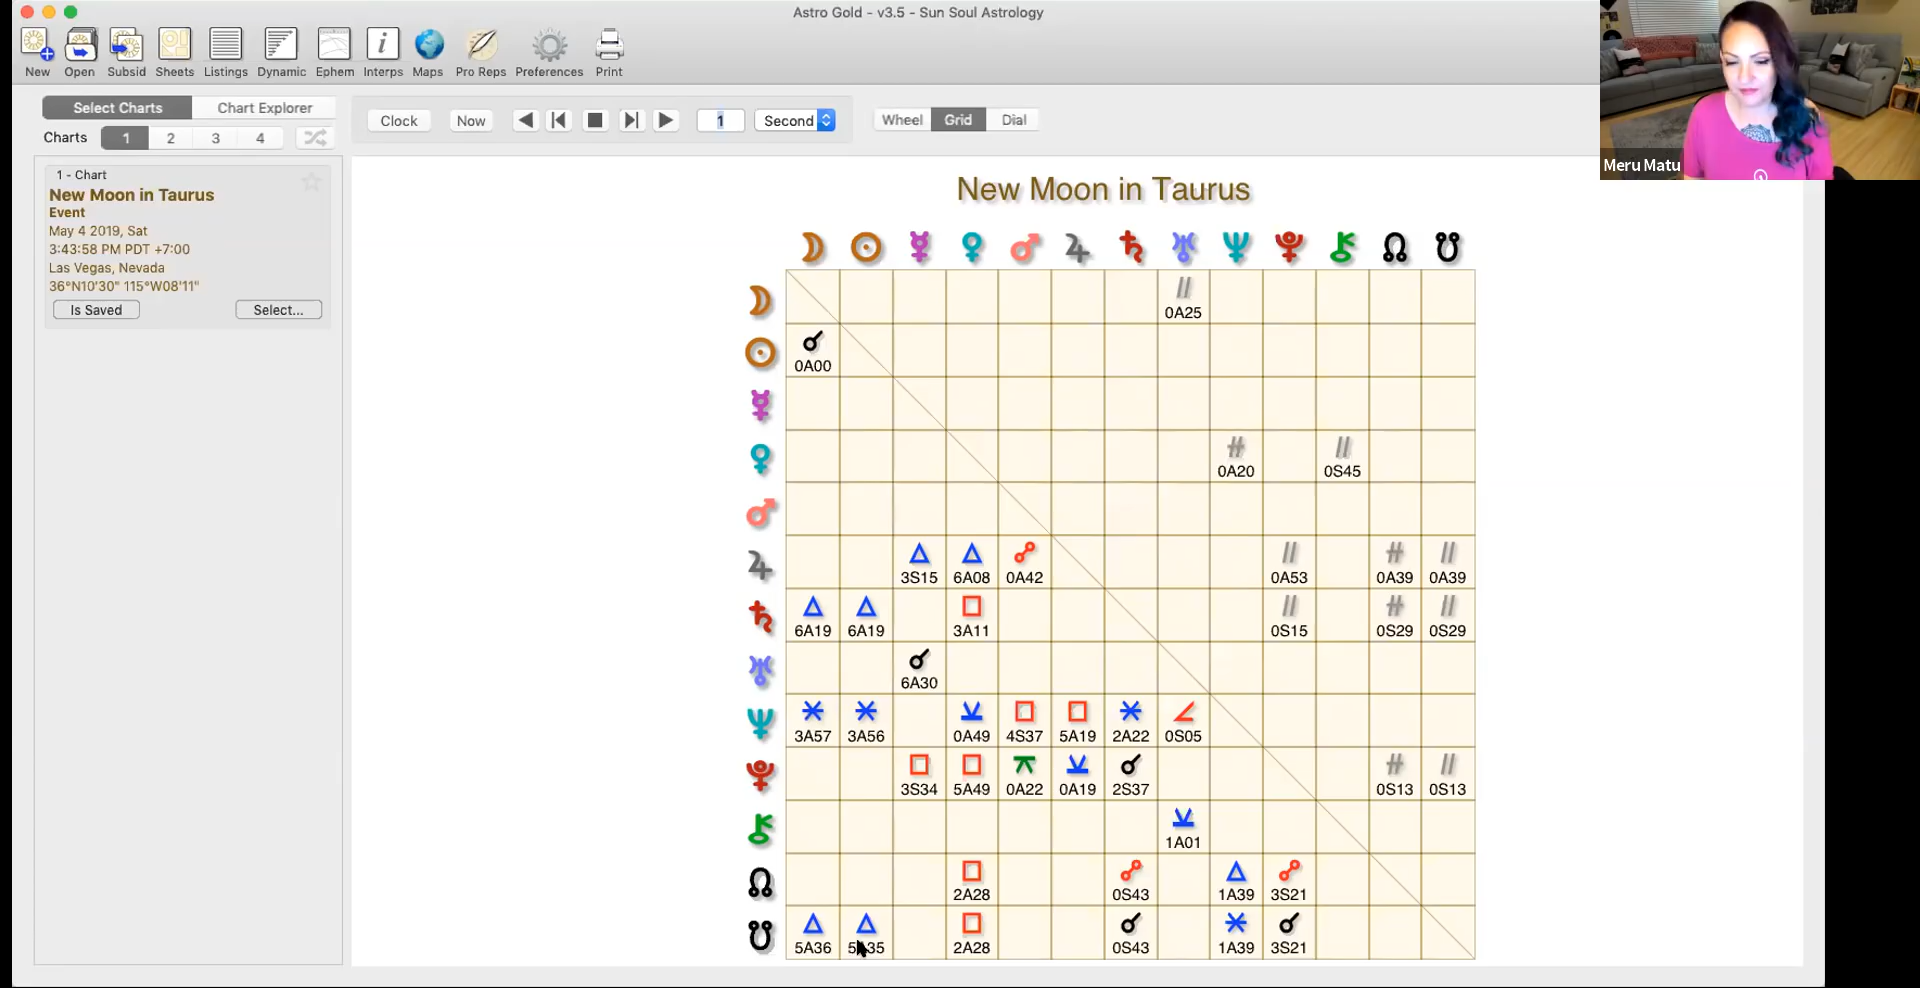 Astro Gold - v3.5 - Sun Soul Astrology
New Open Subsid Sheets Listings Dynamic Ephem Interps Maps Pro Reps Preferences Print
Select Charts Chart Explorer
Charts 1 2 3 4
Clock Now 1 Second Wheel Grid Dial
Meru Matu
1 - Chart
New Moon in Taurus
Event
May 4 2019, Sat
3:43:58 PM PDT +7:00
Las Vegas, Nevada
36°N10'30" 115°W08'11"
Is Saved Select...
New Moon in Taurus
0A25
0A00
0A20 0S45
3S15 6A08 0A42 0A53 0A39 0A39
6A19 6A19 3A11 0S15 0S29 0S29
6A30
3A57 3A56 0A49 4S37 5A19 2A22 0S05
3S34 5A49 0A22 0A19 2S37 0S13 0S13
1A01
2A28 0S43 1A39 3S21
5A36 5A35 2A28 0S43 1A39 3S21